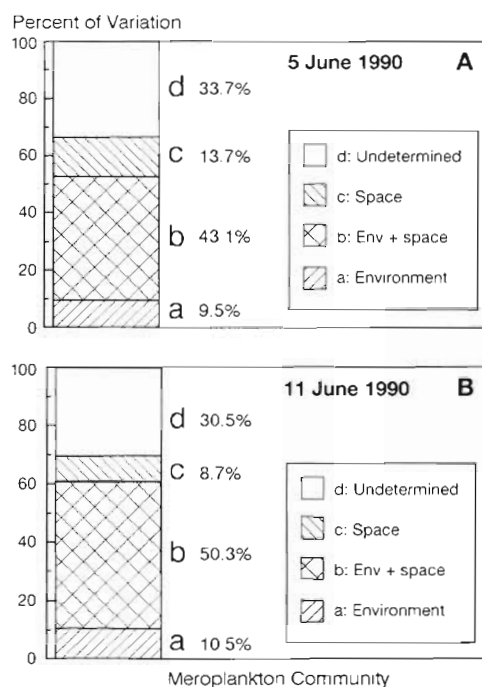 Percent of Variation
100
80
60
40
20
0
5 June 1990 A
d 33.7%
c 13.7%
b 43 1%
a 9.5%
d: Undetermined
c: Space
b: Env + space
a: Environment
100
80
60
40
20
0
11 June 1990 B
d 30.5%
c 8.7%
b 50.3%
a 10 5%
d: Undetermined
c: Space
b: Env + space
a: Environment
Meroplankton Community